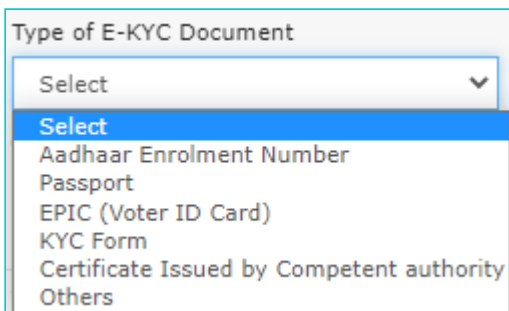 Type of E-KYC Document
Select
Select
Aadhaar Enrolment Number
Passport
EPIC (Voter ID Card)
KYC Form
Certificate Issued by Competent authority
Others